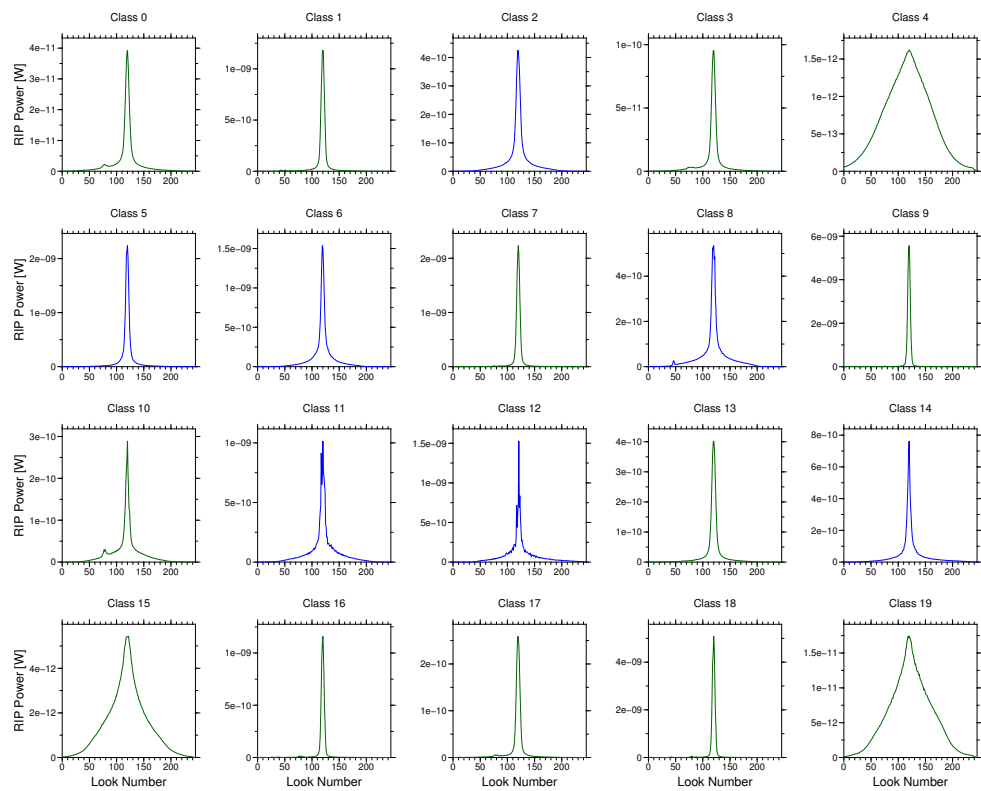 Class 0 Class 1 Class 2 Class 3 Class 4
RIP Power [W]
4e−11
3e−11
2e−11
1e−11
0
0 50 100 150 200
1e−09
5e−10
0
0 50 100 150 200
4e−10
3e−10
2e−10
1e−10
0
0 50 100 150 200
1e−10
5e−11
0
0 50 100 150 200
1.5e−12
1e−12
5e−13
0
0 50 100 150 200
Class 5 Class 6 Class 7 Class 8 Class 9
RIP Power [W]
2e−09
1e−09
0
0 50 100 150 200
1.5e−09
1e−09
5e−10
0
0 50 100 150 200
2e−09
1e−09
0
0 50 100 150 200
4e−10
2e−10
0
0 50 100 150 200
6e−09
4e−09
2e−09
0
0 50 100 150 200
Class 10 Class 11 Class 12 Class 13 Class 14
RIP Power [W]
3e−10
2e−10
1e−10
0
0 50 100 150 200
1e−09
5e−10
0
0 50 100 150 200
1.5e−09
1e−09
5e−10
0
0 50 100 150 200
4e−10
3e−10
2e−10
1e−10
0
0 50 100 150 200
8e−10
6e−10
4e−10
2e−10
0
0 50 100 150 200
Class 15 Class 16 Class 17 Class 18 Class 19
RIP Power [W]
4e−12
2e−12
0
0 50 100 150 200
Look Number
1e−09
5e−10
0
0 50 100 150 200
Look Number
2e−10
1e−10
0
0 50 100 150 200
Look Number
4e−09
2e−09
0
0 50 100 150 200
Look Number
1.5e−11
1e−11
5e−12
0
0 50 100 150 200
Look Number